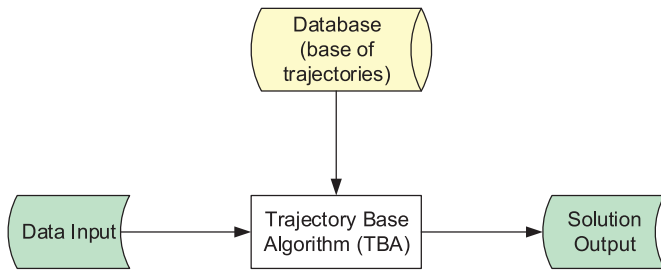 Database
(base of
trajectories)
Data Input
Trajectory Base
Algorithm (TBA)
Solution
Output